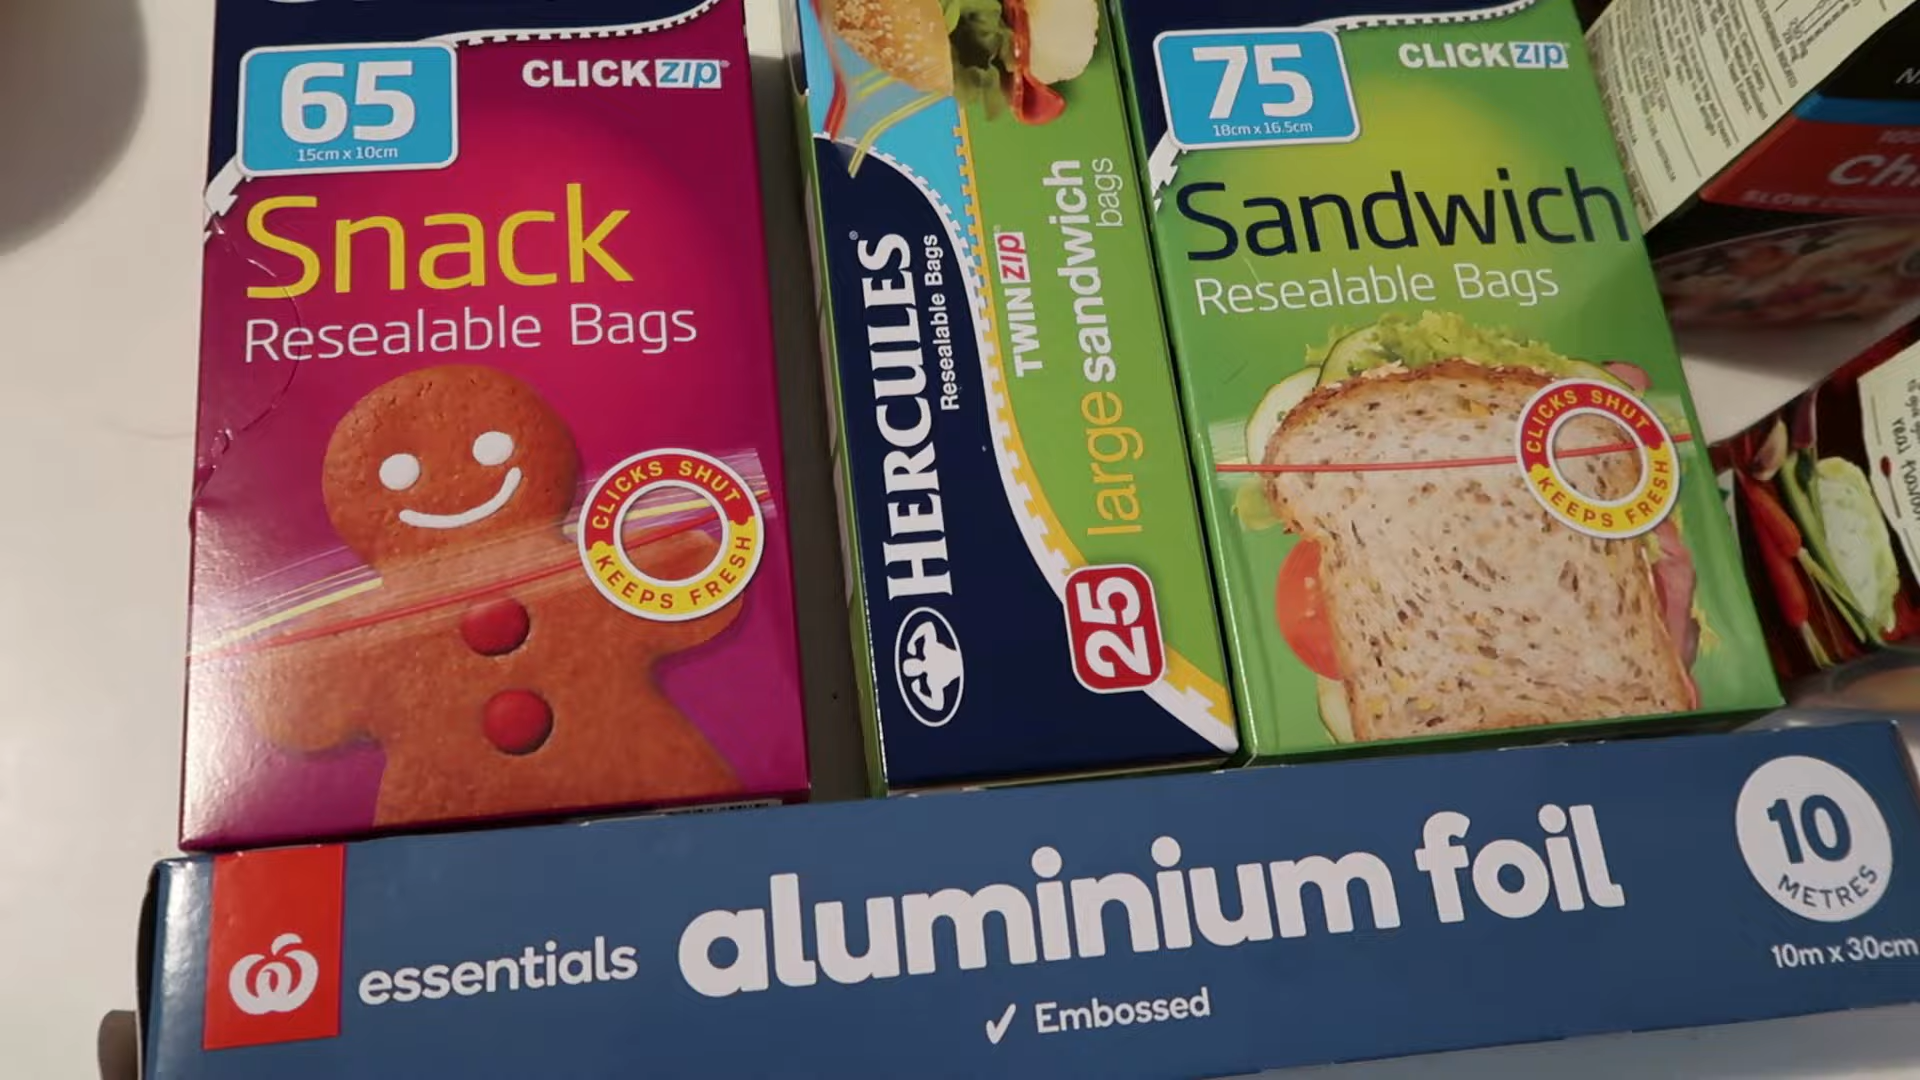 65
15cm x 10cm
CLICK zip®
Snack
Resealable Bags
CLICKS SHUT
KEEPS FRESH
HERCULES®
Resealable Bags
TWINZIP®
large sandwich
bags
25
75
18cm x 16.5cm
CLICK zip®
Sandwich
Resealable Bags
CLICKS SHUT
KEEPS FRESH
essentials
aluminium foil
✓ Embossed
10
METRES
10m x 30cm